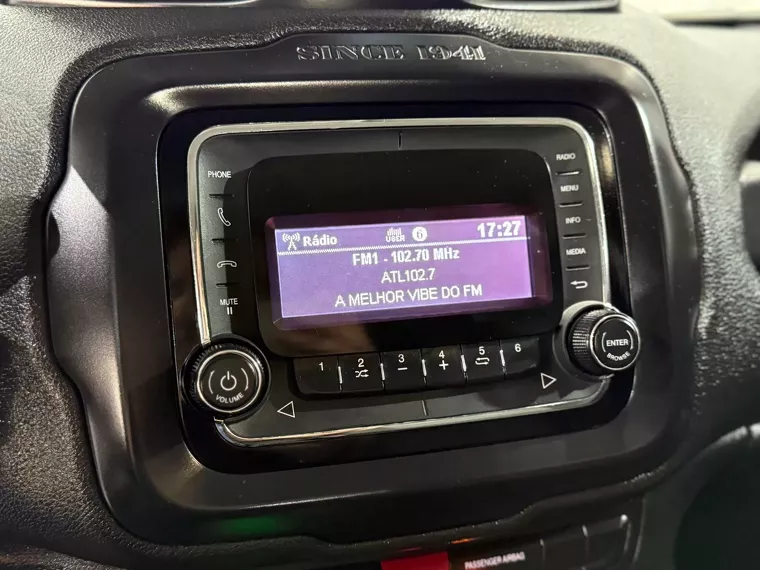 SINCE 1941
PHONE
MUTE
VOLUME
Rádio USER i 17:27
FM1 - 102.70 MHz
ATL102.7
A MELHOR VIBE DO FM
1 2 3 4 5 6
RADIO
MENU
INFO
MEDIA
ENTER
BROWSE
PASSENGER AIRBAG